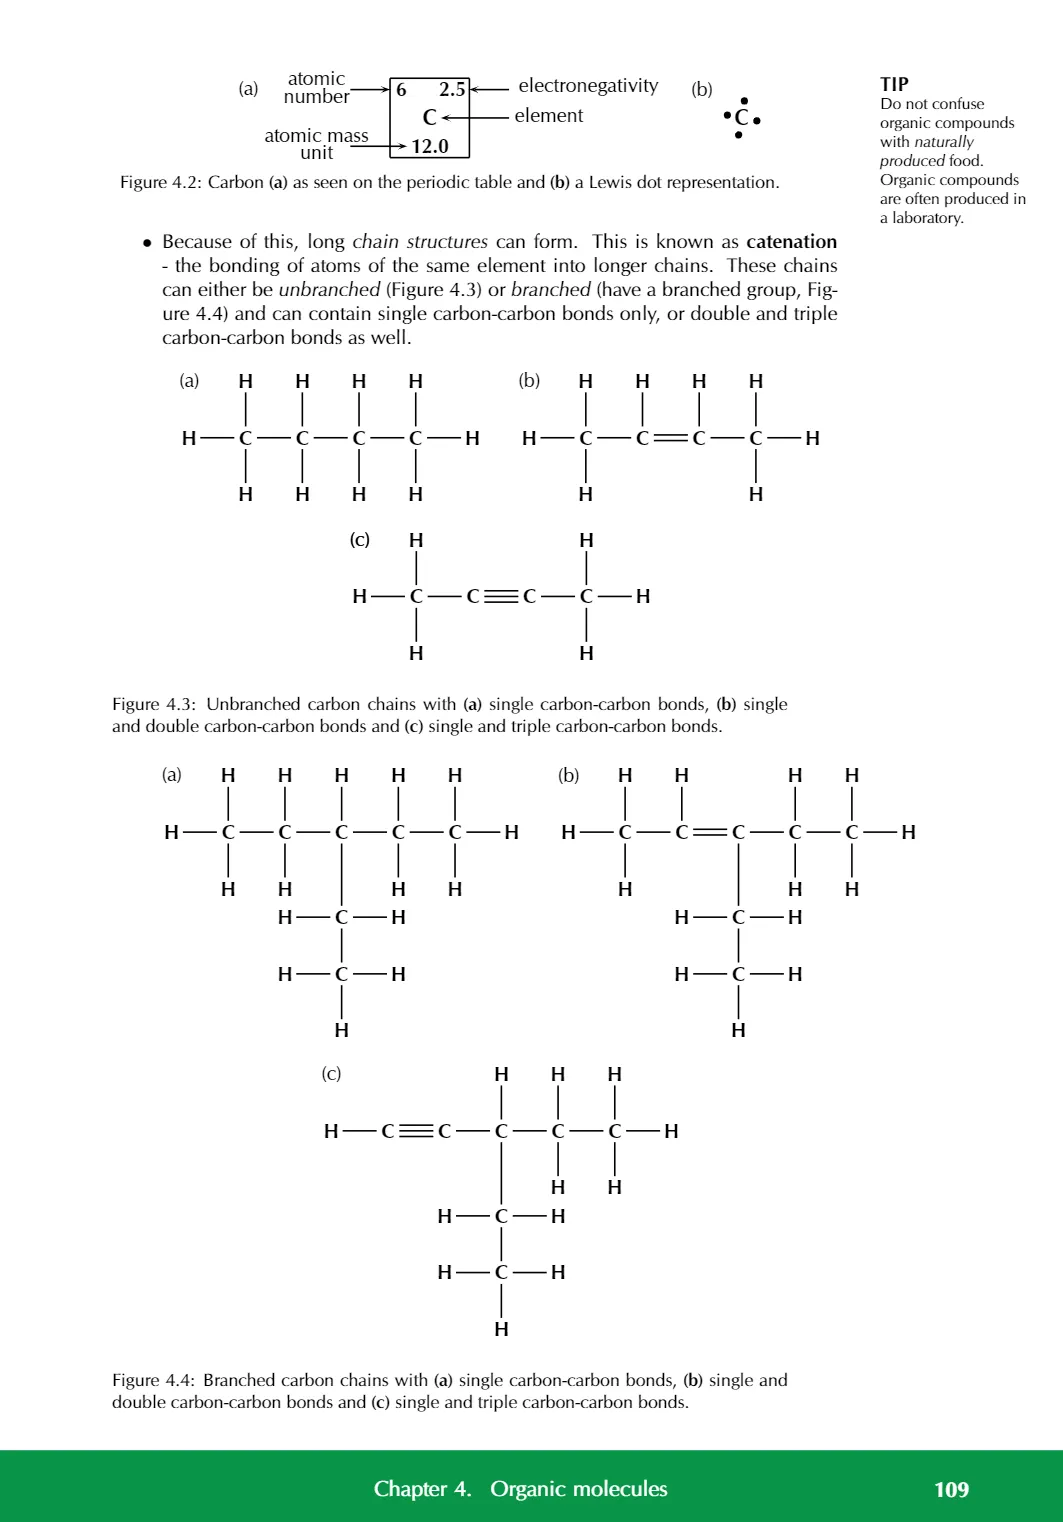 (a) atomic number 6 2.5 electronegativity (b)
C element C
atomic mass unit 12.0
Figure 4.2: Carbon (a) as seen on the periodic table and (b) a Lewis dot representation.
TIP
Do not confuse
organic compounds
with naturally
produced food.
Organic compounds
are often produced in
a laboratory.
• Because of this, long chain structures can form. This is known as catenation
- the bonding of atoms of the same element into longer chains. These chains
can either be unbranched (Figure 4.3) or branched (have a branched group, Fig-
ure 4.4) and can contain single carbon-carbon bonds only, or double and triple
carbon-carbon bonds as well.
(a) H H H H (b) H H H H
H C C C C H H C C C C H
H H H H H H
(c) H H
H C C C C H
H H
Figure 4.3: Unbranched carbon chains with (a) single carbon-carbon bonds, (b) single
and double carbon-carbon bonds and (c) single and triple carbon-carbon bonds.
(a) H H H H H (b) H H H H
H C C C C C H H C C C C C H
H H H H H H H
H C H H C H
H C H H C H
H H
(c) H H H
H C C C C C H
H H
H C H
H C H
H
Figure 4.4: Branched carbon chains with (a) single carbon-carbon bonds, (b) single and
double carbon-carbon bonds and (c) single and triple carbon-carbon bonds.
Chapter 4. Organic molecules 109